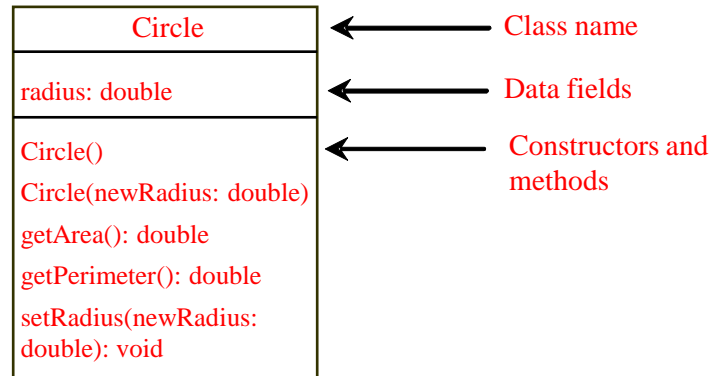 Circle
Class name
radius: double
Data fields
Circle()
Constructors and
methods
Circle(newRadius: double)
getArea(): double
getPerimeter(): double
setRadius(newRadius:
double): void